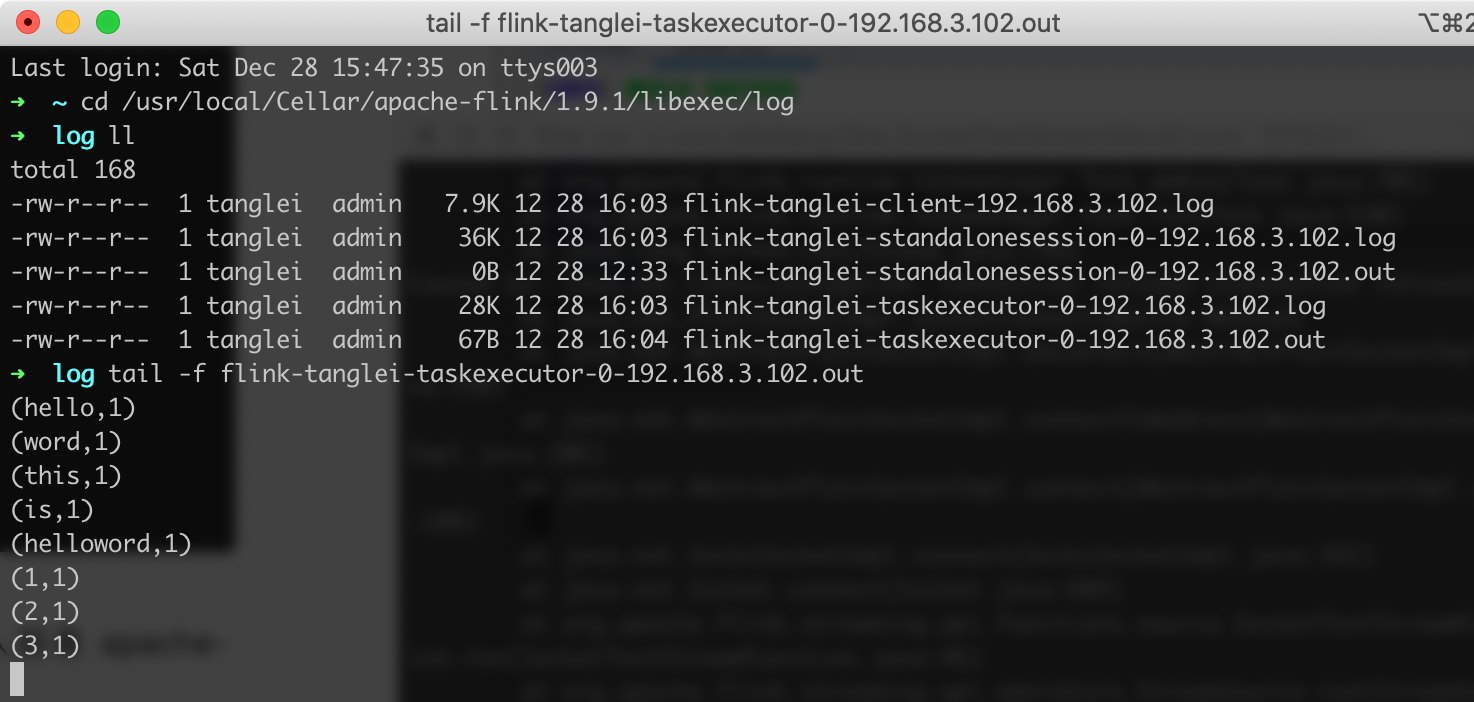 tail -f flink-tanglei-taskexecutor-0-192.168.3.102.out ⌥⌘2
Last login: Sat Dec 28 15:47:35 on ttys003
➜  ~ cd /usr/local/Cellar/apache-flink/1.9.1/libexec/log
➜  log ll
total 168
-rw-r--r--  1 tanglei  admin   7.9K 12 28 16:03 flink-tanglei-client-192.168.3.102.log
-rw-r--r--  1 tanglei  admin    36K 12 28 16:03 flink-tanglei-standalonesession-0-192.168.3.102.log
-rw-r--r--  1 tanglei  admin     0B 12 28 12:33 flink-tanglei-standalonesession-0-192.168.3.102.out
-rw-r--r--  1 tanglei  admin    28K 12 28 16:03 flink-tanglei-taskexecutor-0-192.168.3.102.log
-rw-r--r--  1 tanglei  admin    67B 12 28 16:04 flink-tanglei-taskexecutor-0-192.168.3.102.out
➜  log tail -f flink-tanglei-taskexecutor-0-192.168.3.102.out
(hello,1)
(word,1)
(this,1)
(is,1)
(helloword,1)
(1,1)
(2,1)
(3,1)